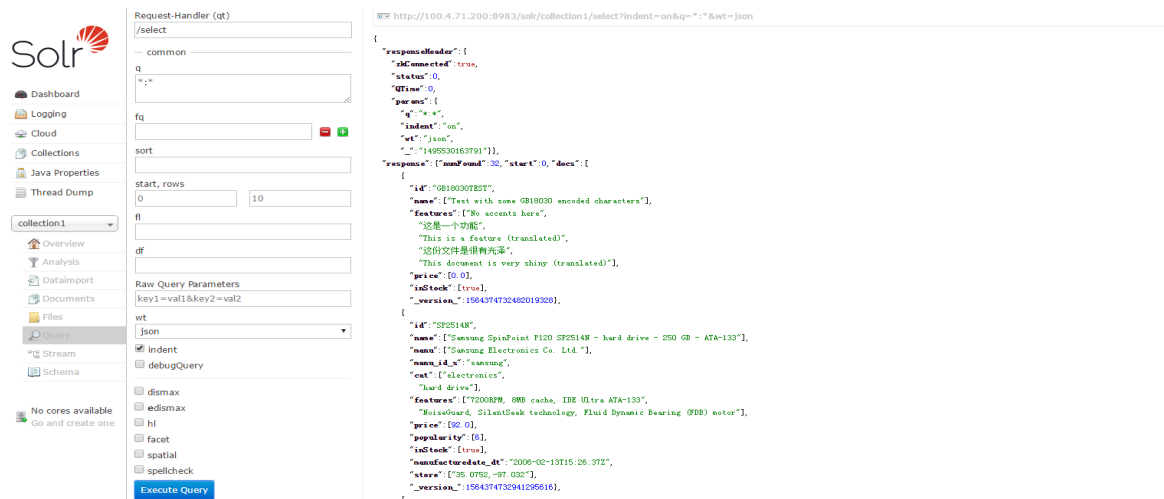 Solr
Dashboard
Logging
Cloud
Collections
Java Properties
Thread Dump
collection1
Overview
Analysis
Dataimport
Documents
Files
Query
Stream
Schema
No cores available
Go and create one
Request-Handler (qt)
/select
common
q
*:*
fq
sort
start, rows
0 10
fl
df
Raw Query Parameters
key1=val1&key2=val2
wt
json
indent
debugQuery
dismax
edismax
hl
facet
spatial
spellcheck
Execute Query
http://100.4.71.200:8983/solr/collection1/select?indent=on&q=*:*&wt=json
{
"responseHeader":{
"zkConnected":true,
"status":0,
"QTime":0,
"params":{
"q":"*:*",
"indent":"on",
"wt":"json",
"_":"1495530163791"}},
"response":{"numFound":32,"start":0,"docs":[
{
"id":"GB18030TEST",
"name":["Test with some GB18030 encoded characters"],
"features":["No accents here",
"这是一个功能",
"This is a feature (translated)",
"这份文件是很有光泽",
"This document is very shiny (translated)"],
"price":[0.0],
"inStock":[true],
"_version_":1564374732482019328},
{
"id":"SP2514N",
"name":["Samsung SpinPoint P120 SP2514N - hard drive - 250 GB - ATA-133"],
"manu":["Samsung Electronics Co. Ltd."],
"manu_id_s":"samsung",
"cat":["electronics",
"hard drive"],
"features":["7200RPM, 8MB cache, IDE Ultra ATA-133",
"NoiseGuard, SilentSeek technology, Fluid Dynamic Bearing (FDB) motor"],
"price":[92.0],
"popularity":[6],
"inStock":[true],
"manufacturedate_dt":"2006-02-13T15:26:37Z",
"store":["35.0752,-97.032"],
"_version_":1564374732941295616},
{